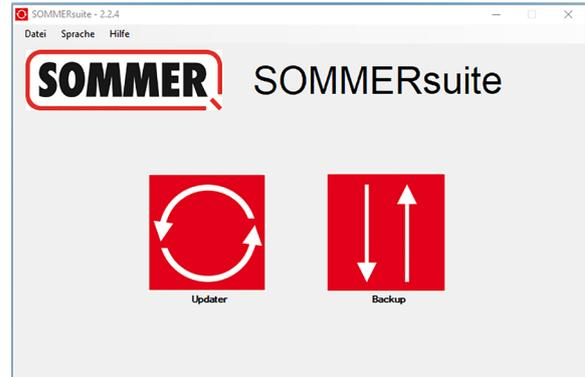 SOMMERsuite - 2.2.4
Datei Sprache Hilfe
SOMMER SOMMERsuite
Updater Backup